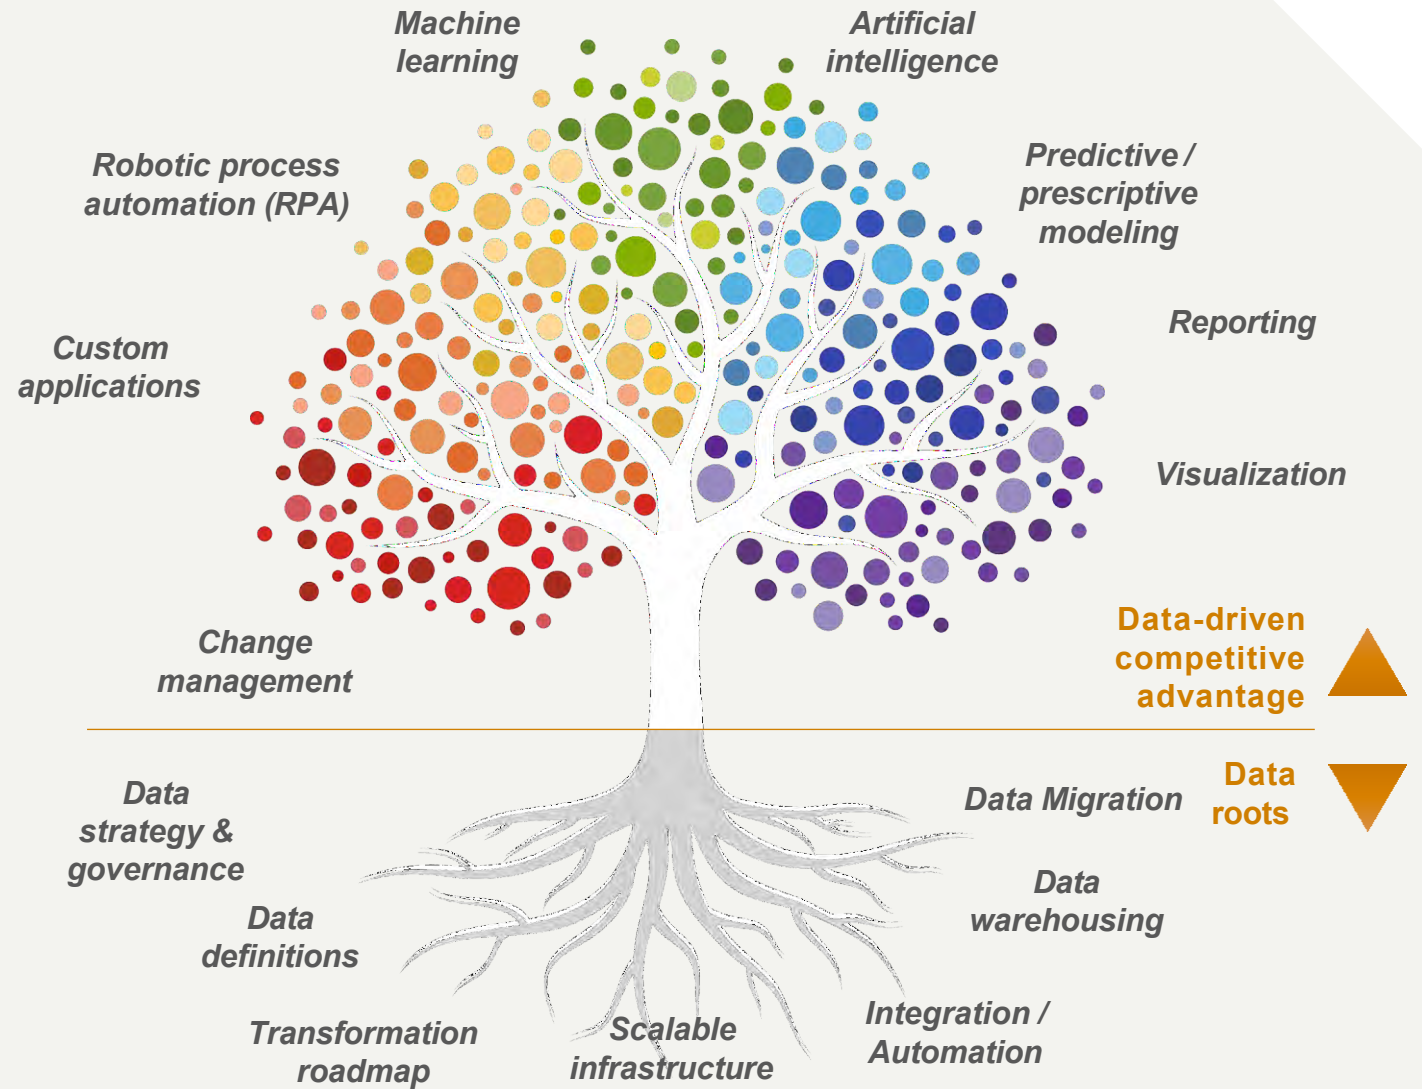 Machine
learning
Artificial
intelligence
Robotic process
automation (RPA)
Predictive /
prescriptive
modeling
Custom
applications
Reporting
Visualization
Change
management
Data-driven
competitive
advantage
Data
strategy &
governance
Data Migration
Data
roots
Data
definitions
Data
warehousing
Transformation
roadmap
Scalable
infrastructure
Integration /
Automation